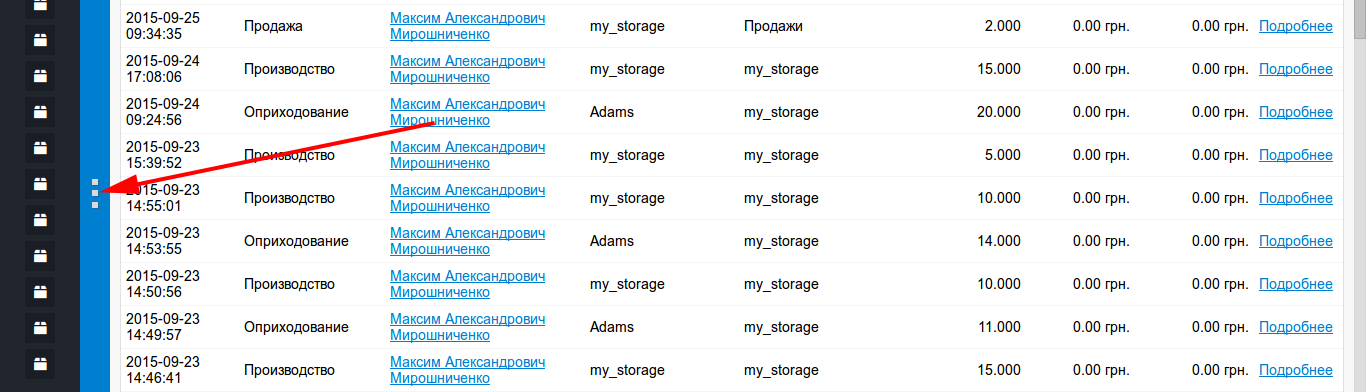 2015-09-25 09:34:35 Продажа Максим Александрович Мирошниченко my_storage Продажи 2.000 0.00 грн. 0.00 грн. Подробнее
2015-09-24 17:08:06 Производство Максим Александрович Мирошниченко my_storage my_storage 15.000 0.00 грн. 0.00 грн. Подробнее
2015-09-24 09:24:56 Оприходование Максим Александрович Мирошниченко Adams my_storage 20.000 0.00 грн. 0.00 грн. Подробнее
2015-09-23 15:39:52 Производство Максим Александрович Мирошниченко my_storage my_storage 5.000 0.00 грн. 0.00 грн. Подробнее
2015-09-23 14:55:01 Производство Максим Александрович Мирошниченко my_storage my_storage 10.000 0.00 грн. 0.00 грн. Подробнее
2015-09-23 14:53:55 Оприходование Максим Александрович Мирошниченко Adams my_storage 14.000 0.00 грн. 0.00 грн. Подробнее
2015-09-23 14:50:56 Производство Максим Александрович Мирошниченко my_storage my_storage 10.000 0.00 грн. 0.00 грн. Подробнее
2015-09-23 14:49:57 Оприходование Максим Александрович Мирошниченко Adams my_storage 11.000 0.00 грн. 0.00 грн. Подробнее
2015-09-23 14:46:41 Производство Максим Александрович Мирошниченко my_storage my_storage 15.000 0.00 грн. 0.00 грн. Подробнее